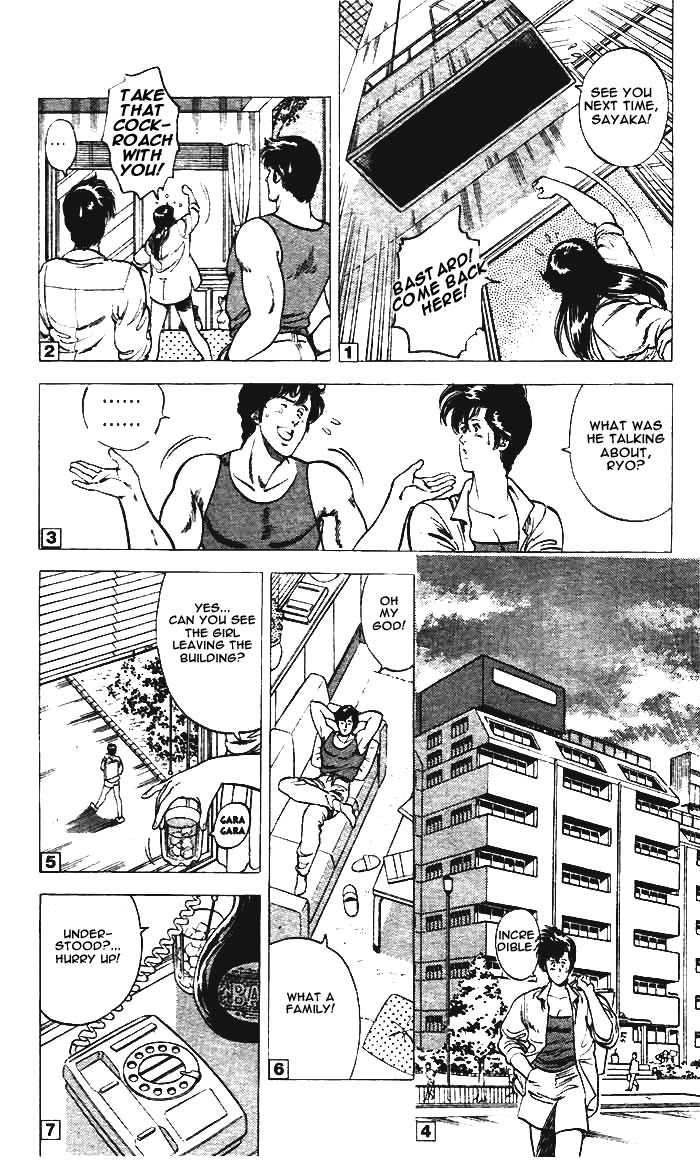 SEE YOU
NEXT TIME,
SAYAKA!
BASTARD!
COME BACK
HERE!
1
TAKE
THAT
COCK-
ROACH
WITH
YOU!
....
2
WHAT WAS
HE TALKING
ABOUT,
RYO?
......
......
3
INCRE
DIBLE.
4
YES...
CAN YOU SEE
THE GIRL
LEAVING THE
BUILDING?
GARA
GARA
5
OH
MY
GOD!
WHAT A
FAMILY!
6
UNDER-
STOOD?...
HURRY UP!
7